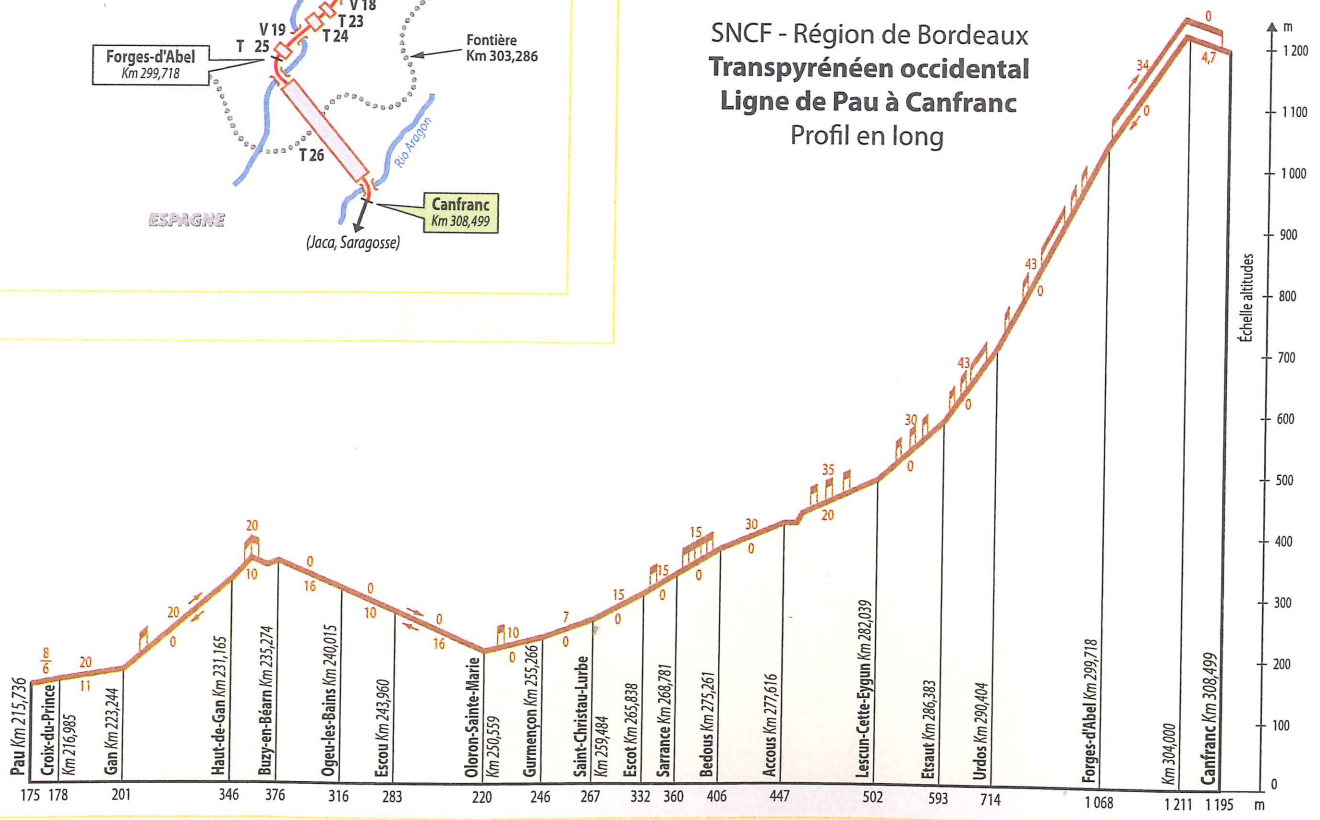 V 18
T 23
V 19
T 24
T 25
Forges-d'Abel
Km 299,718
Fontière
Km 303,286
T 26
Rio Aragon
ESPAGNE
Canfranc
Km 308,499
(Jaca, Saragosse)
SNCF - Région de Bordeaux
Transpyrénéen occidental
Ligne de Pau à Canfranc
Profil en long
m
1200
1100
1 000
900
800
700
600
500
400
300
200
100
0
m
Échelle altitudes
8
6
20
11
20
0
20
10
0
16
0
10
0
16
10
0
7
0
15
0
15
0
15
0
30
0
35
20
30
0
43
0
43
0
34
0
0
4,7
Pau Km 215,736
Croix-du-Prince
Km 216,985
Gan Km 223,244
Haut-de-Gan Km 231,165
Buzy-en-Béarn Km 235,274
Ogeu-les-Bains Km 240,015
Escou Km 243,960
Oloron-Sainte-Marie
Km 250,559
Gurmençon Km 255,266
Saint-Christau-Lurbe
Km 259,484
Escot Km 265,838
Sarrance Km 268,781
Bedous Km 275,261
Accous Km 277,616
Lescun-Cette-Eygun Km 282,039
Etsaut Km 286,383
Urdos Km 290,404
Forges-d'Abel Km 299,718
Km 304,000
Canfranc Km 308,499
175 178 201 346 376 316 283 220 246 267 332 360 406 447 502 593 714 1 068 1 211 1 195